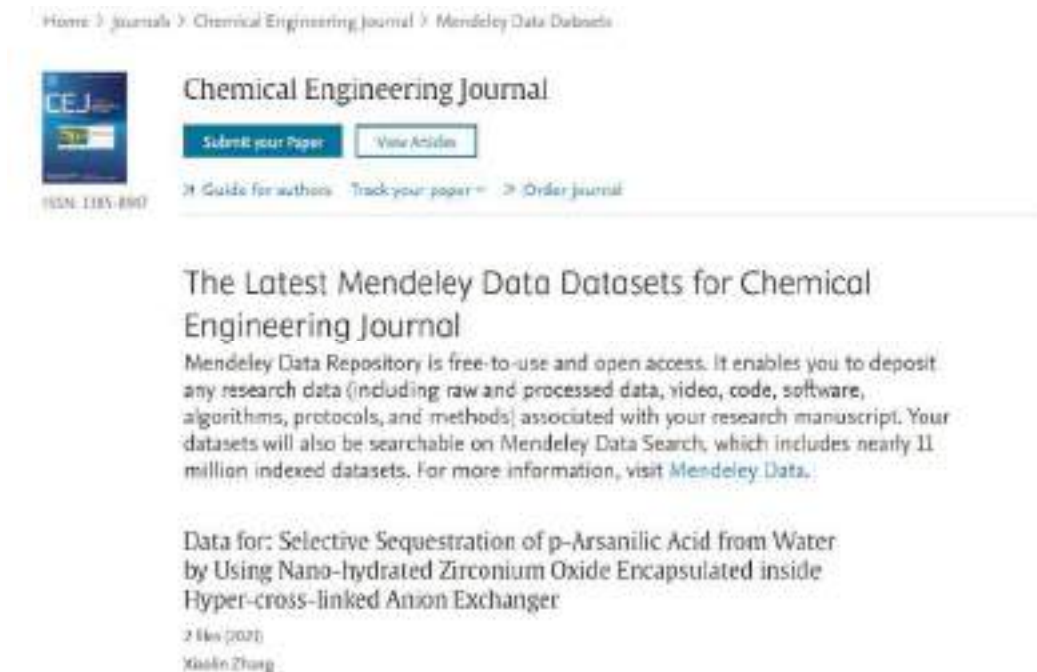 Home > Journals > Chemical Engineering Journal > Mendeley Data Datasets
CEJ
Chemical Engineering Journal
Submit your Paper View Articles
Guide for authors Track your paper Order Journal
ISSN: 1385-8947
The Latest Mendeley Data Datasets for Chemical
Engineering Journal
Mendeley Data Repository is free-to-use and open access. It enables you to deposit
any research data (including raw and processed data, video, code, software,
algorithms, protocols, and methods) associated with your research manuscript. Your
datasets will also be searchable on Mendeley Data Search, which includes nearly 11
million indexed datasets. For more information, visit Mendeley Data.
Data for: Selective Sequestration of p-Arsanilic Acid from Water
by Using Nano-hydrated Zirconium Oxide Encapsulated inside
Hyper-cross-linked Anion Exchanger
2 files (2021)
Xiaolin Zhang